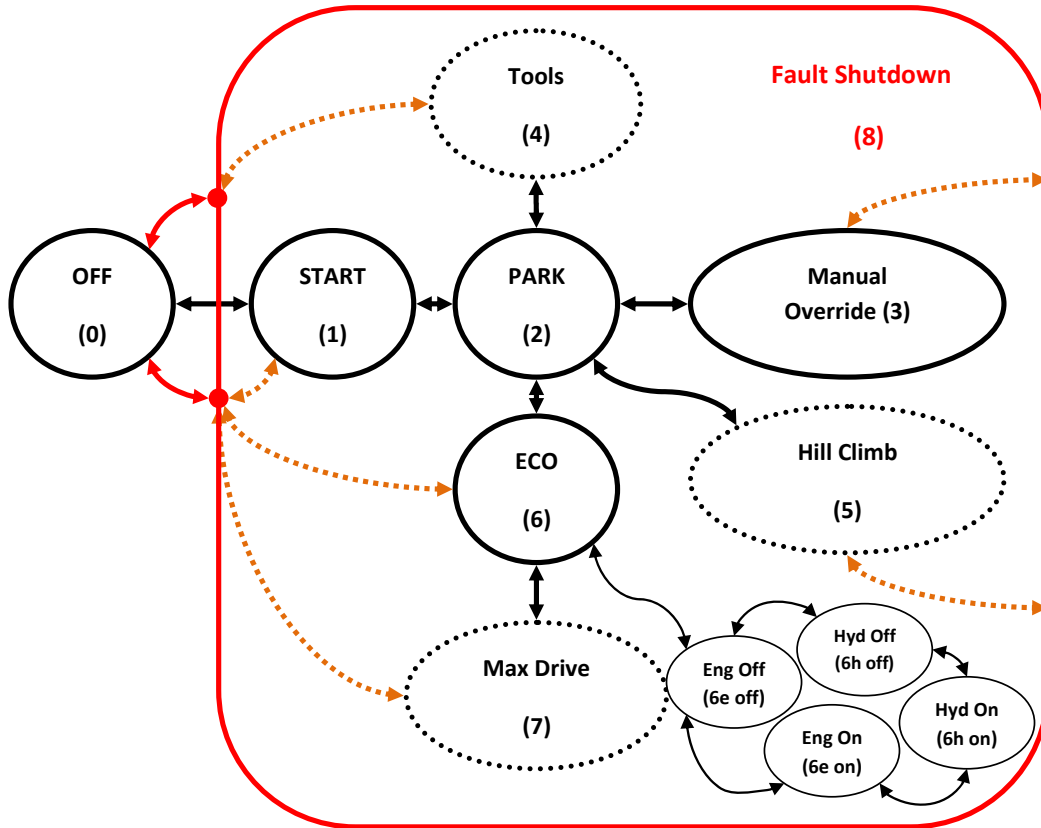 Tools
(4)
Fault Shutdown
(8)
OFF
(0)
START
(1)
PARK
(2)
Manual
Override (3)
ECO
(6)
Hill Climb
(5)
Max Drive
(7)
Eng Off
(6e off)
Hyd Off
(6h off)
Hyd On
(6h on)
Eng On
(6e on)